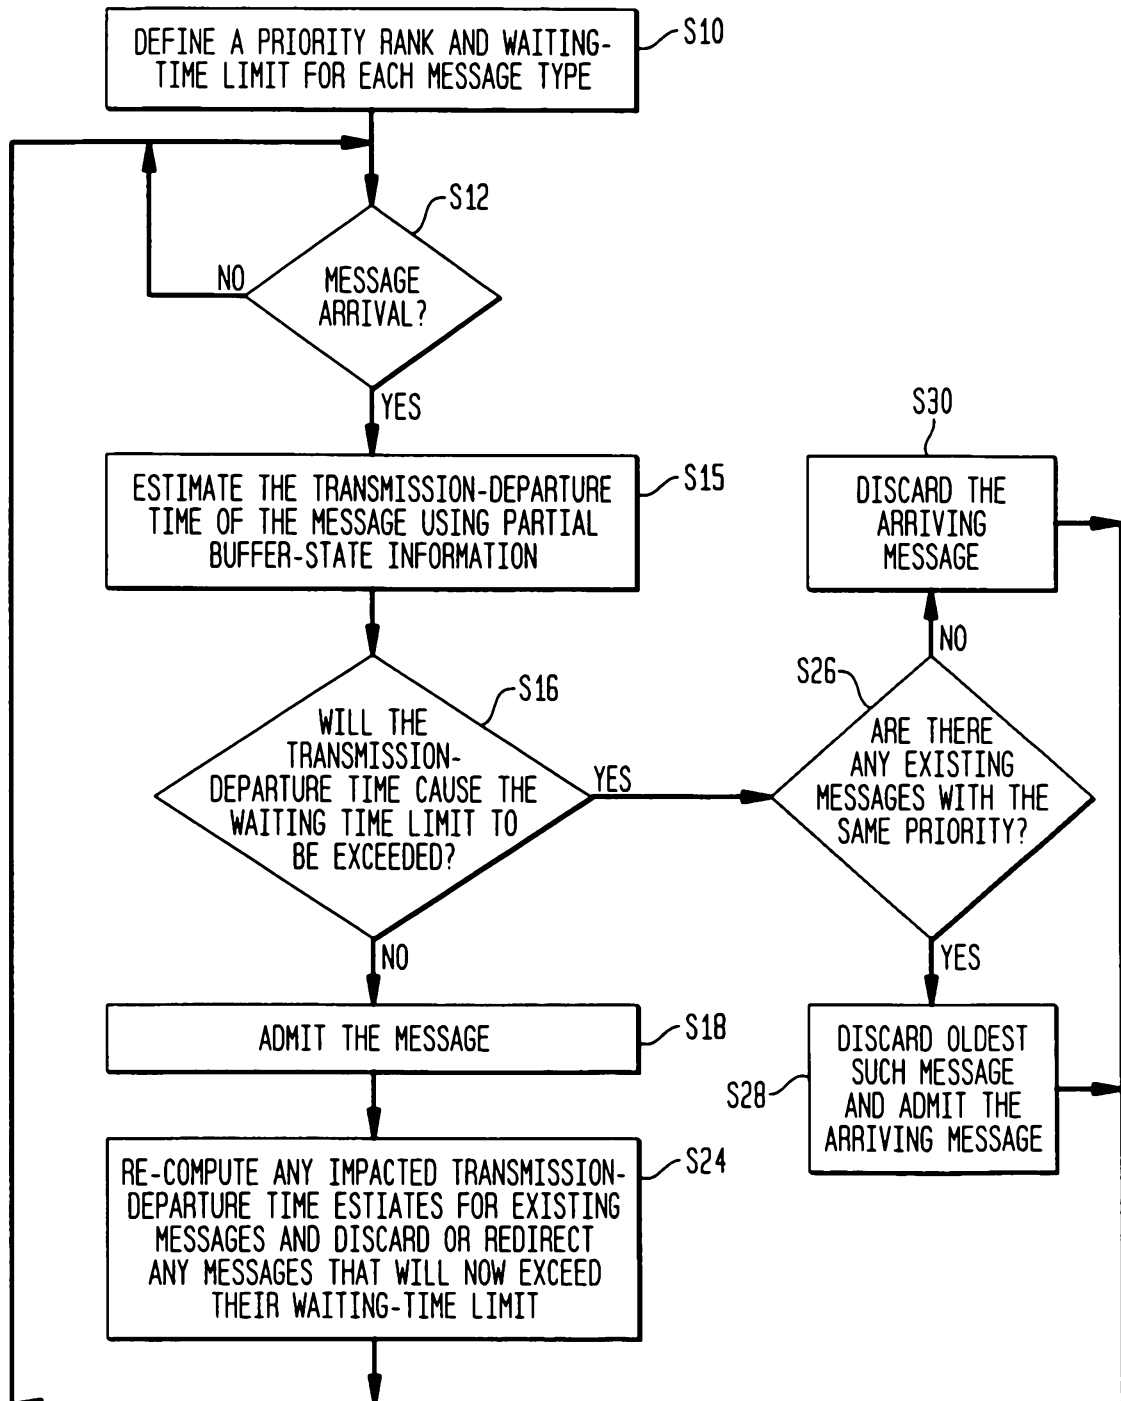 DEFINE A PRIORITY RANK AND WAITING-
TIME LIMIT FOR EACH MESSAGE TYPE
S10
S12
MESSAGE
ARRIVAL?
NO
YES
ESTIMATE THE TRANSMISSION-DEPARTURE
TIME OF THE MESSAGE USING PARTIAL
BUFFER-STATE INFORMATION
S15
WILL THE
TRANSMISSION-
DEPARTURE TIME CAUSE THE
WAITING TIME LIMIT TO
BE EXCEEDED?
S16
YES
NO
ADMIT THE MESSAGE
S18
RE-COMPUTE ANY IMPACTED TRANSMISSION-
DEPARTURE TIME ESTIATES FOR EXISTING
MESSAGES AND DISCARD OR REDIRECT
ANY MESSAGES THAT WILL NOW EXCEED
THEIR WAITING-TIME LIMIT
S24
S30
DISCARD THE
ARRIVING
MESSAGE
NO
S26
ARE THERE
ANY EXISTING
MESSAGES WITH THE
SAME PRIORITY?
YES
DISCARD OLDEST
SUCH MESSAGE
AND ADMIT THE
ARRIVING MESSAGE
S28